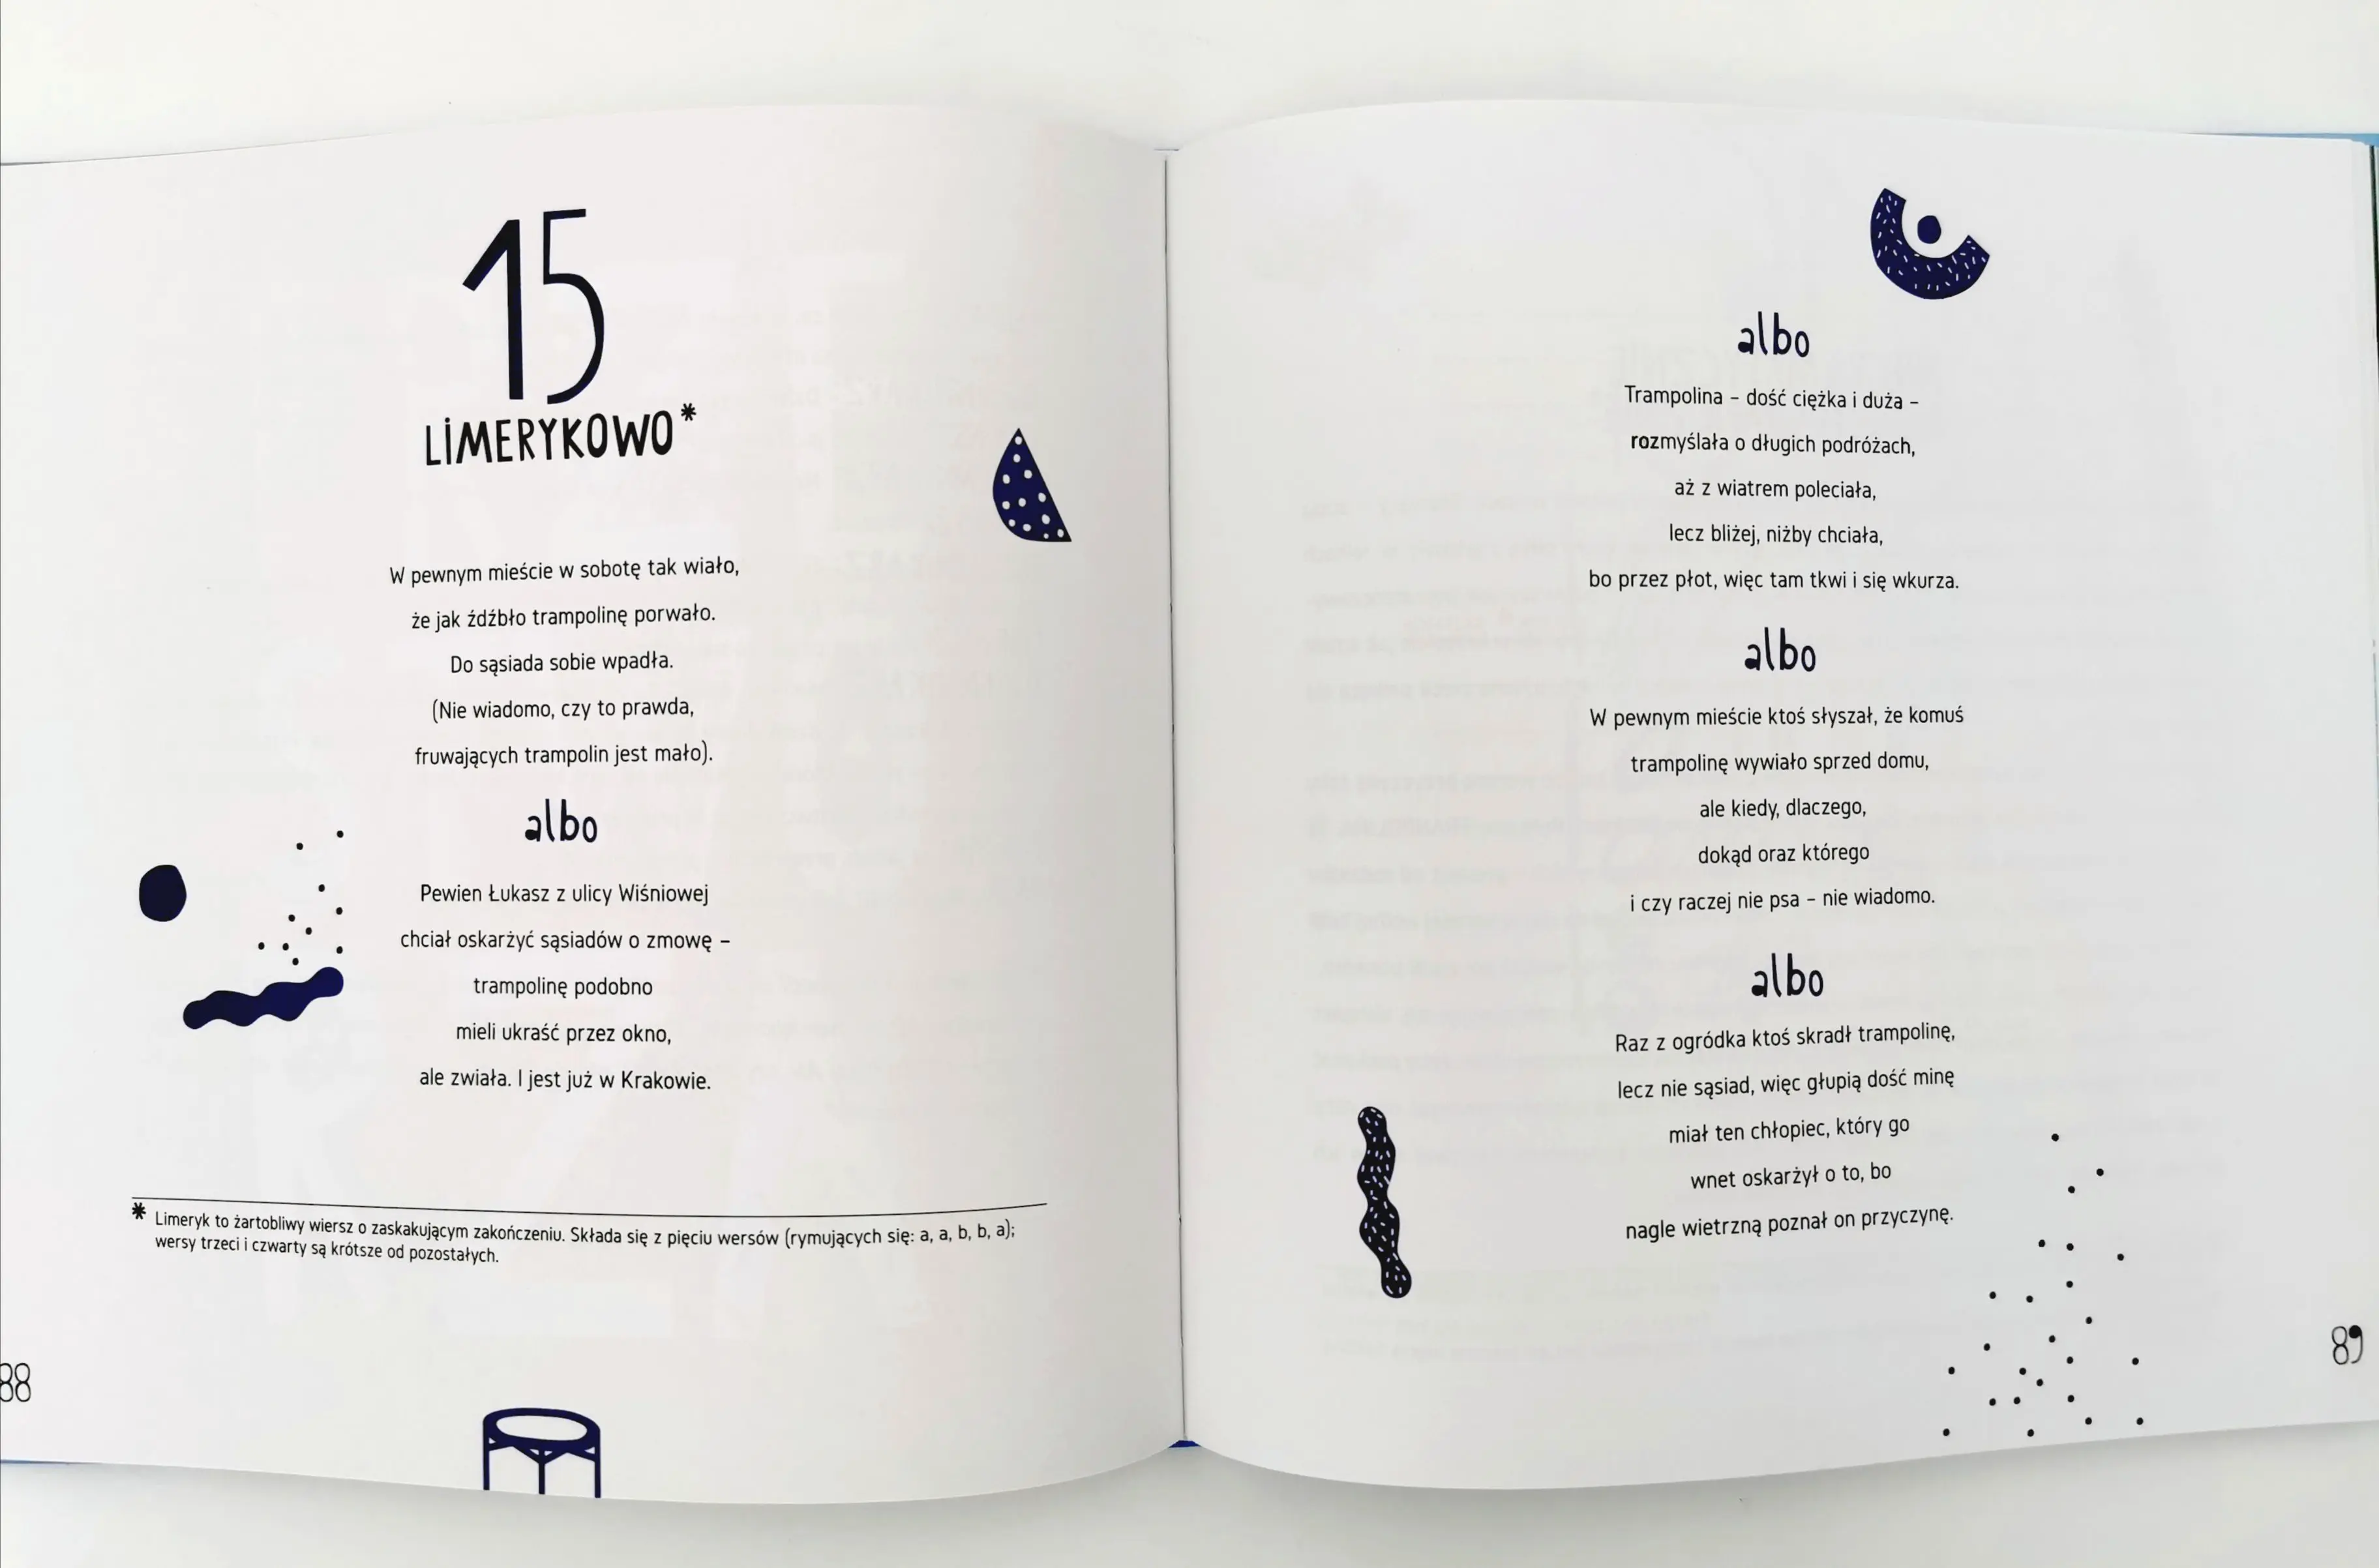 15
LIMERYKOWO*
W pewnym mieście w sobotę tak wiało,
że jak źdźbło trampolinę porwało.
Do sąsiada sobie wpadła.
(Nie wiadomo, czy to prawda,
fruwających trampolin jest mało).
albo
Pewien Łukasz z ulicy Wiśniowej
chciał oskarżyć sąsiadów o zmowę –
trampolinę podobno
mieli ukraść przez okno,
ale zwiała. I jest już w Krakowie.
* Limeryk to żartobliwy wiersz o zaskakującym zakończeniu. Składa się z pięciu wersów (rymujących się: a, a, b, b, a);
wersy trzeci i czwarty są krótsze od pozostałych.
88
albo
Trampolina – dość ciężka i duża –
rozmyślała o długich podróżach,
aż z wiatrem poleciała,
lecz bliżej, niżby chciała,
bo przez płot, więc tam tkwi i się wkurza.
albo
W pewnym mieście ktoś słyszał, że komuś
trampolinę wywiało sprzed domu,
ale kiedy, dlaczego,
dokąd oraz którego
i czy raczej nie psa – nie wiadomo.
albo
Raz z ogródka ktoś skradł trampolinę,
lecz nie sąsiad, więc głupią dość minę
miał ten chłopiec, który go
wnet oskarżył o to, bo
nagle wietrzną poznał on przyczynę.
89